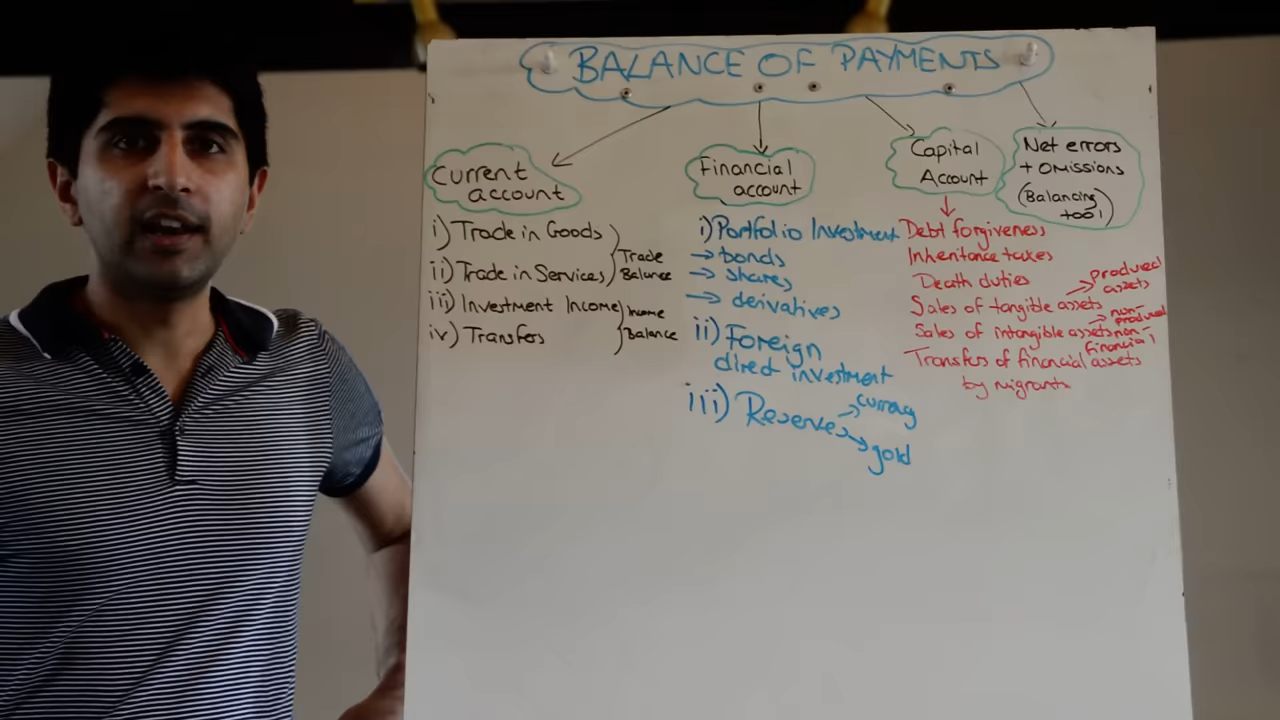 BALANCE OF PAYMENTS
Current
account
i) Trade in Goods
ii) Trade in Services
Trade
Balance
iii) Investment Income
iv) Transfers
Income
Balance
Financial
account
i) Portfolio Investment
→ bonds
→ shares
→ derivatives
ii) Foreign
direct investment
iii) Reserves
→ currency
→ gold
Capital
Account
Debt forgiveness
Inheritance taxes
Death duties
Sales of tangible assets
→ produced
assets
Sales of intangible assets
→ non-
produced
non-
financial
Transfers of financial assets
by migrants
Net errors
+ omissions
(Balancing
tool)